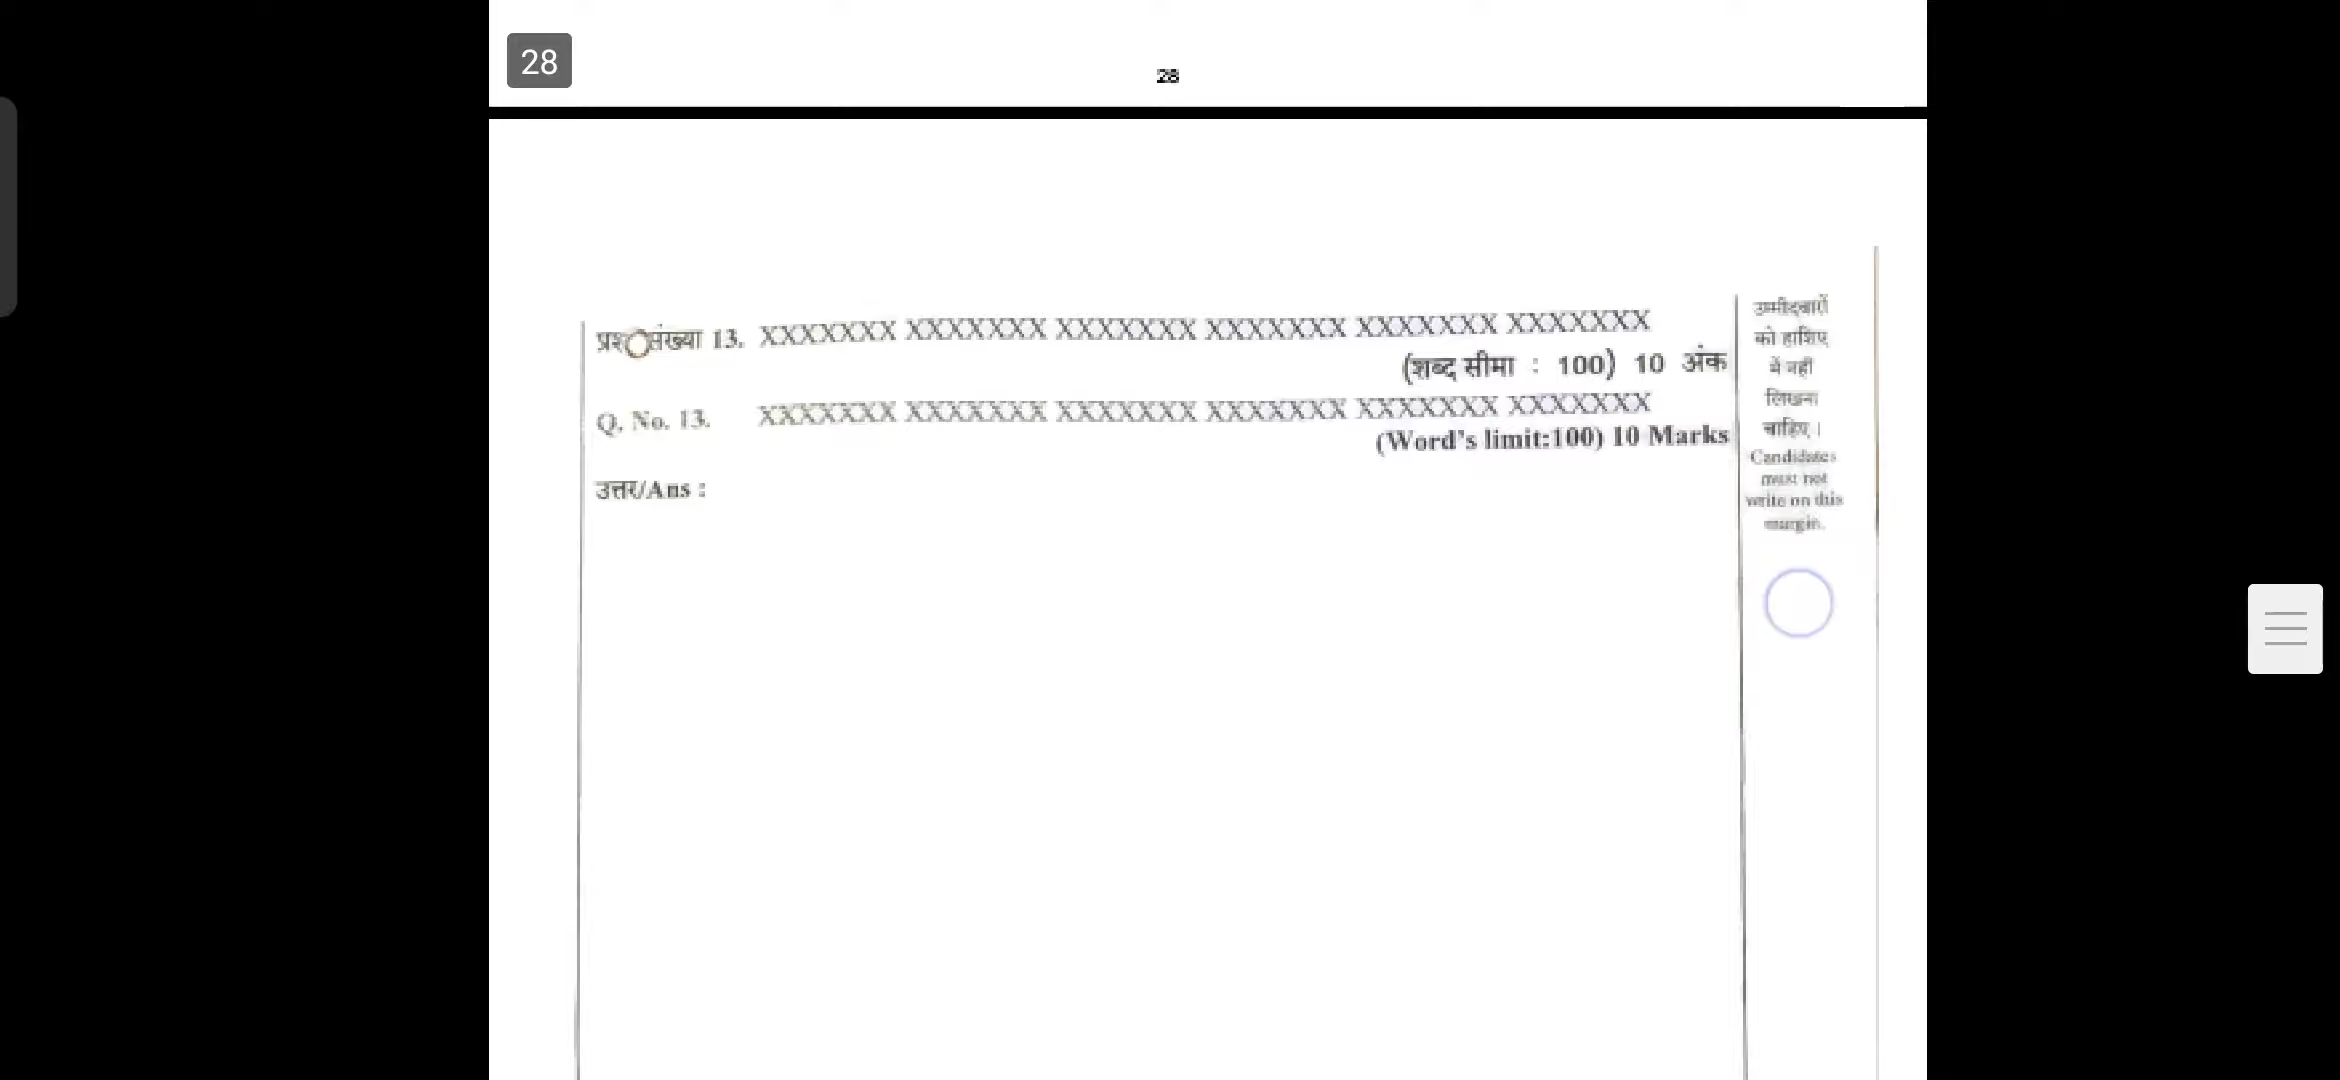 28
28
प्रश्न संख्या 13. XXXXXXX XXXXXXX XXXXXXX XXXXXXX XXXXXXX XXXXXXX
(शब्द सीमा : 100) 10 अंक
Q. No. 13. XXXXXXX XXXXXXX XXXXXXX XXXXXXX XXXXXXX XXXXXXX
(Word's limit:100) 10 Marks
उत्तर/Ans :
उम्मीदवारों
को हाशिए
में नहीं
लिखना
चाहिए।
Candidates
must not
write on this
margin.